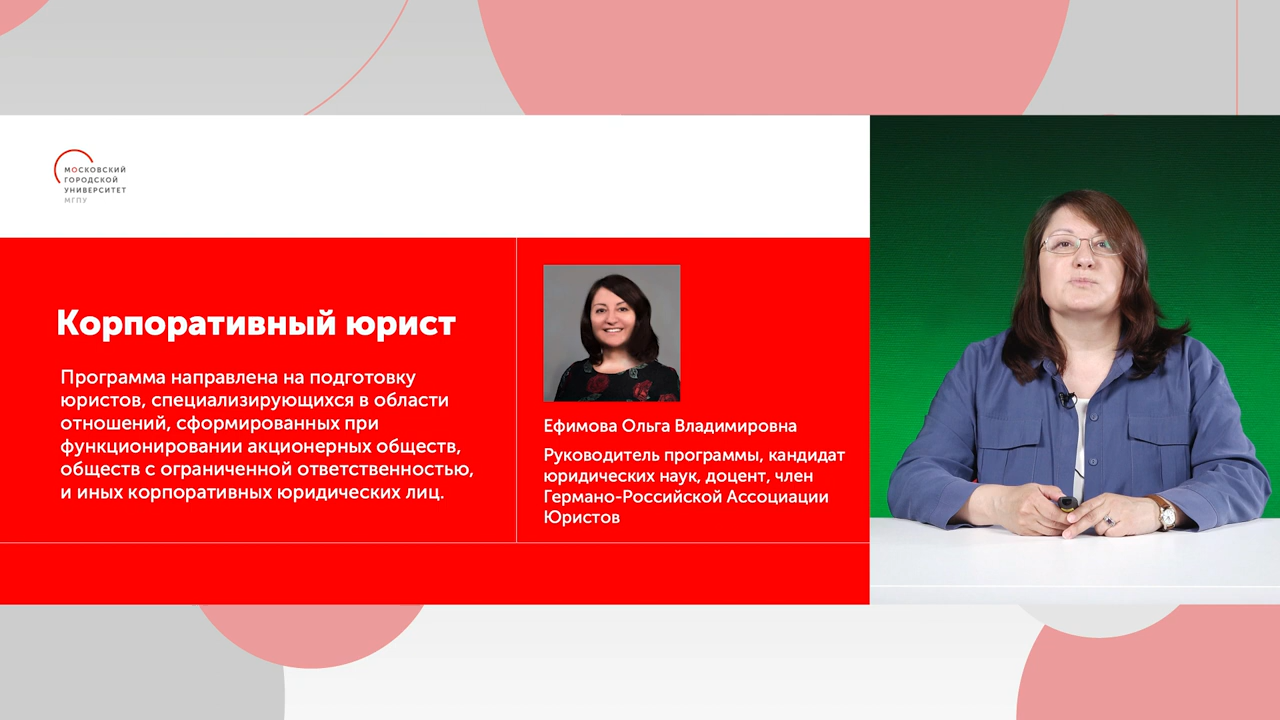 МОСКОВСКИЙ
ГОРОДСКОЙ
УНИВЕРСИТЕТ
МГПУ
Корпоративный юрист
Программа направлена на подготовку
юристов, специализирующихся в области
отношений, сформированных при
функционировании акционерных обществ,
обществ с ограниченной ответственностью,
и иных корпоративных юридических лиц.
Ефимова Ольга Владимировна
Руководитель программы, кандидат
юридических наук, доцент, член
Германо-Российской Ассоциации
Юристов